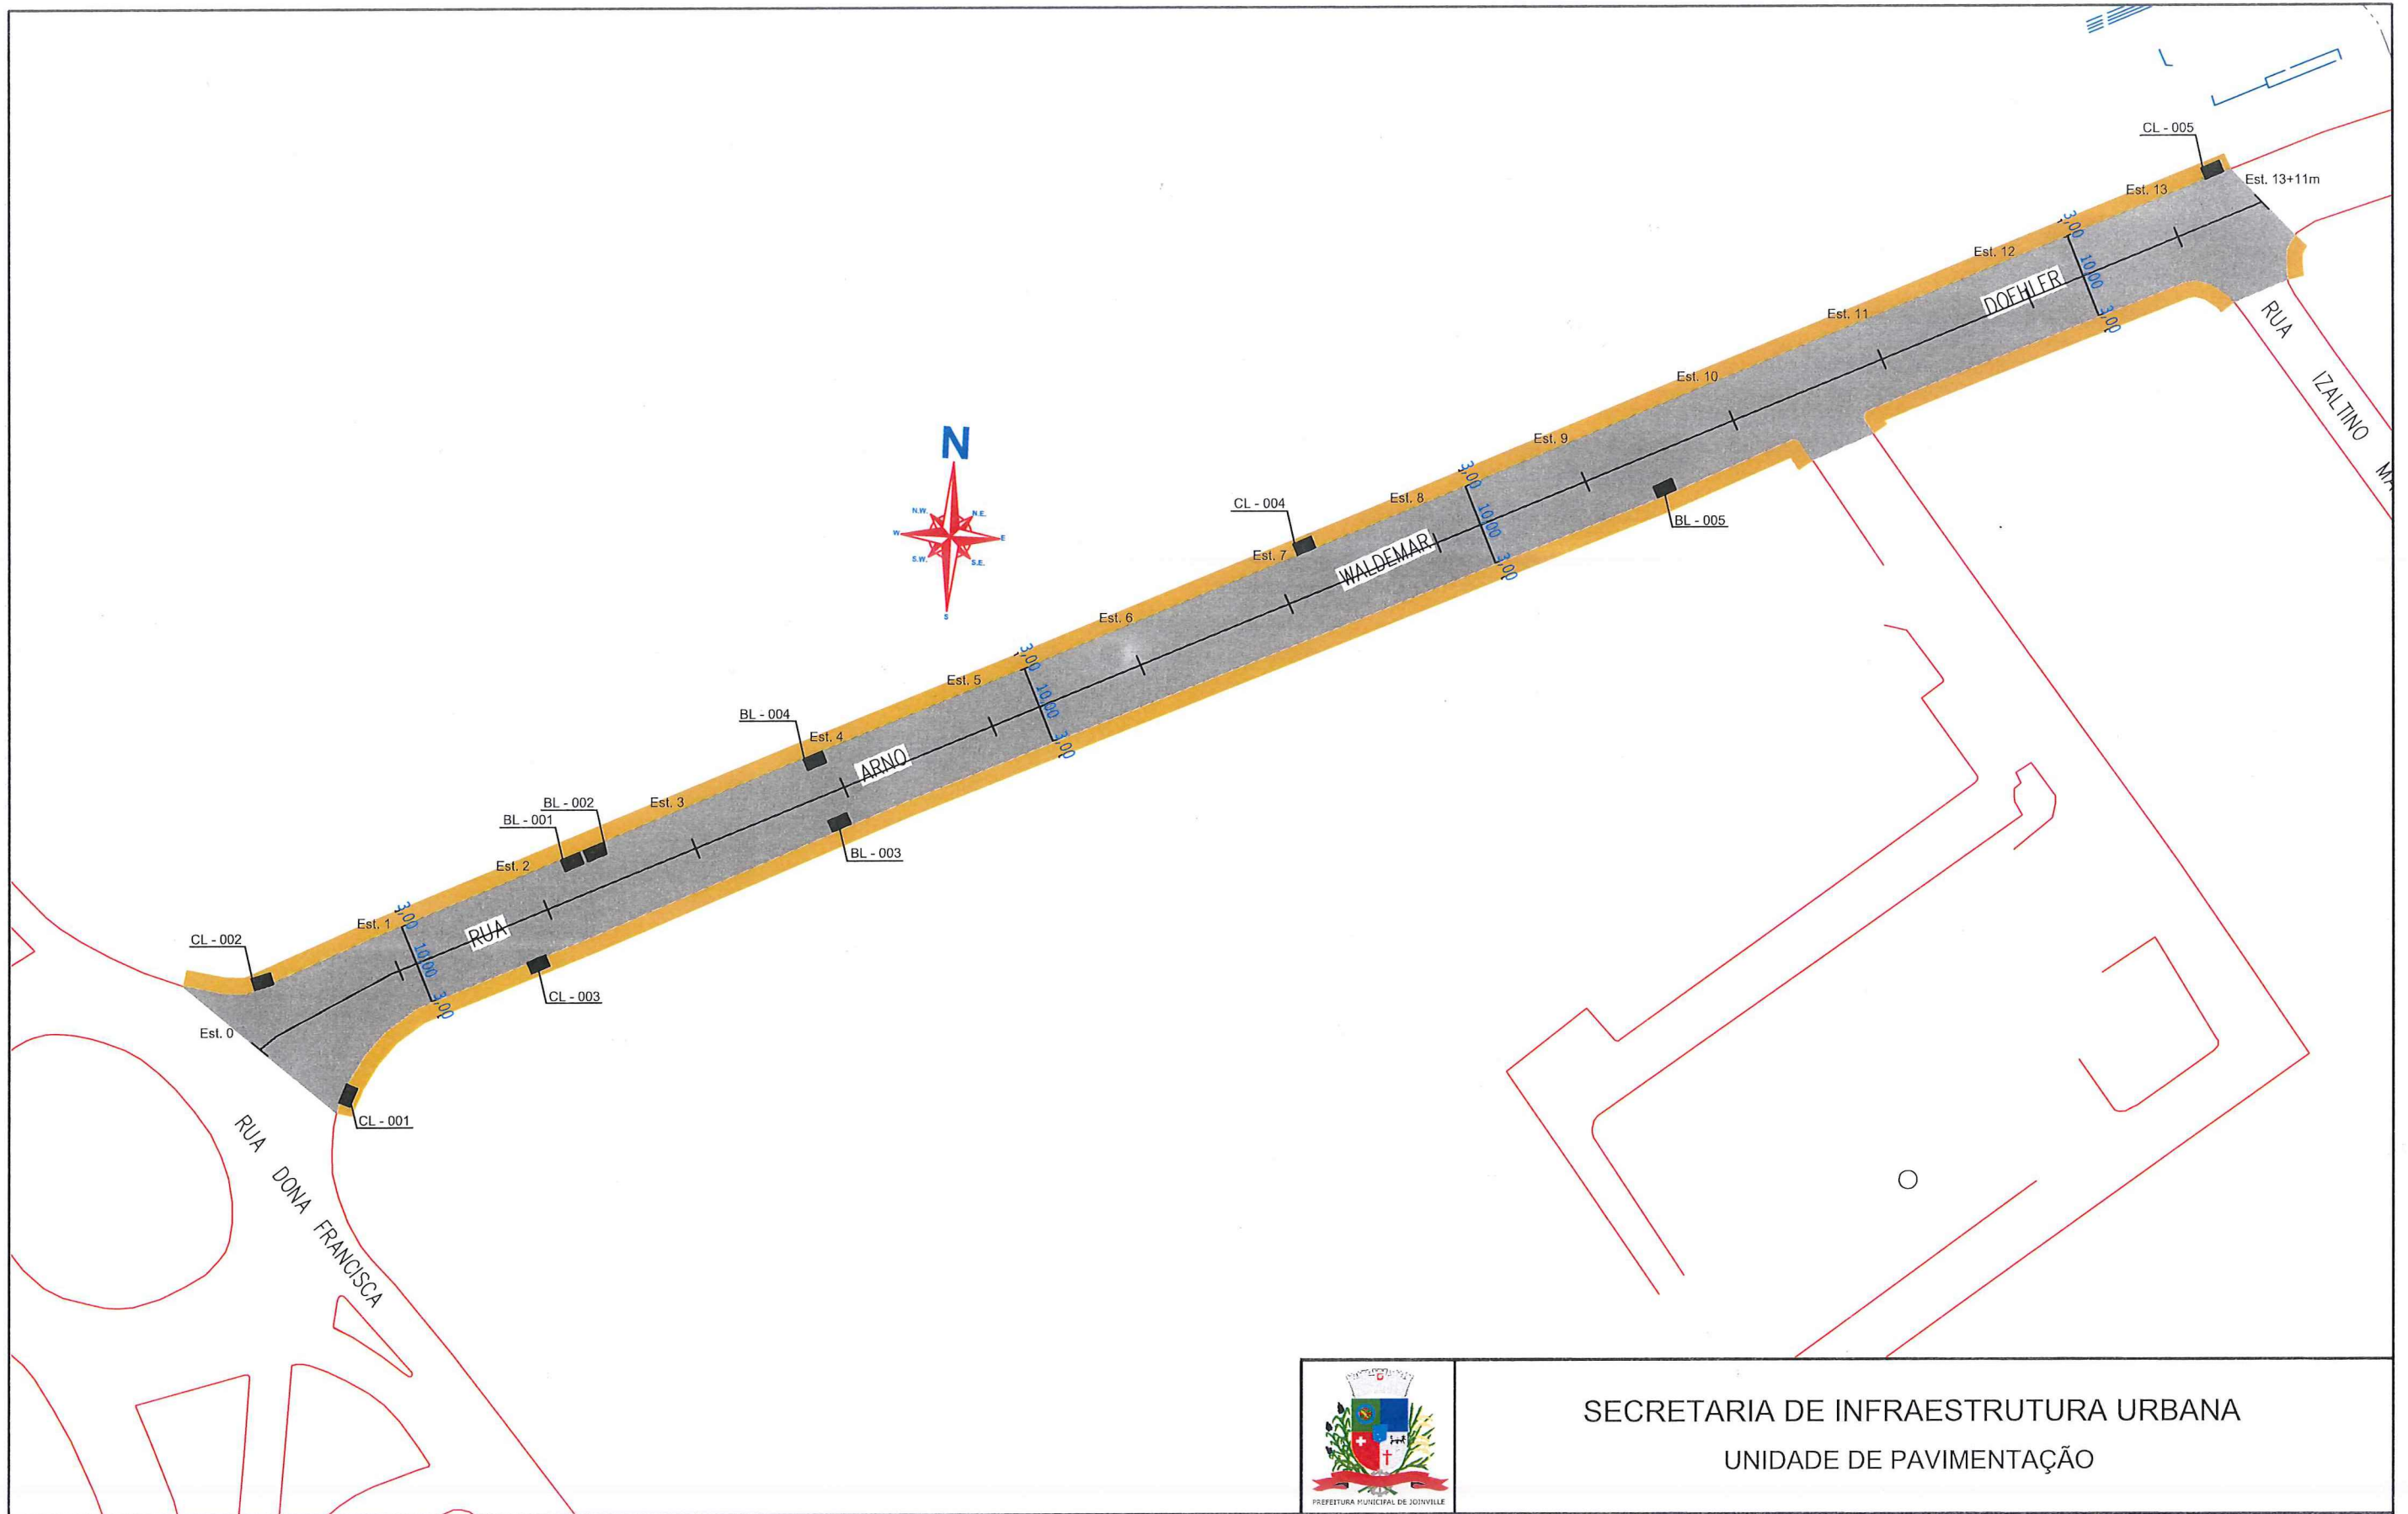 CL - 005
Est. 13+11m
Est. 13
3,00
10,00
3,00
Est. 12
DOEHLER
Est. 11
RUA
IZALTINO
Est. 10
Est. 9
3,00
10,00
3,00
Est. 8
BL - 005
CL - 004
Est. 7
WALDEMAR
N
N.W.
N.E.
W
E
S.W.
S.E.
S
Est. 6
3,00
10,00
3,00
Est. 5
BL - 004
Est. 4
ARNO
BL - 002
BL - 001
Est. 3
BL - 003
Est. 2
3,00
10,00
3,00
RUA
Est. 1
CL - 002
CL - 003
Est. 0
CL - 001
RUA DONA FRANCISCA
PREFEITURA MUNICIPAL DE JOINVILLE
SECRETARIA DE INFRAESTRUTURA URBANA
UNIDADE DE PAVIMENTAÇÃO